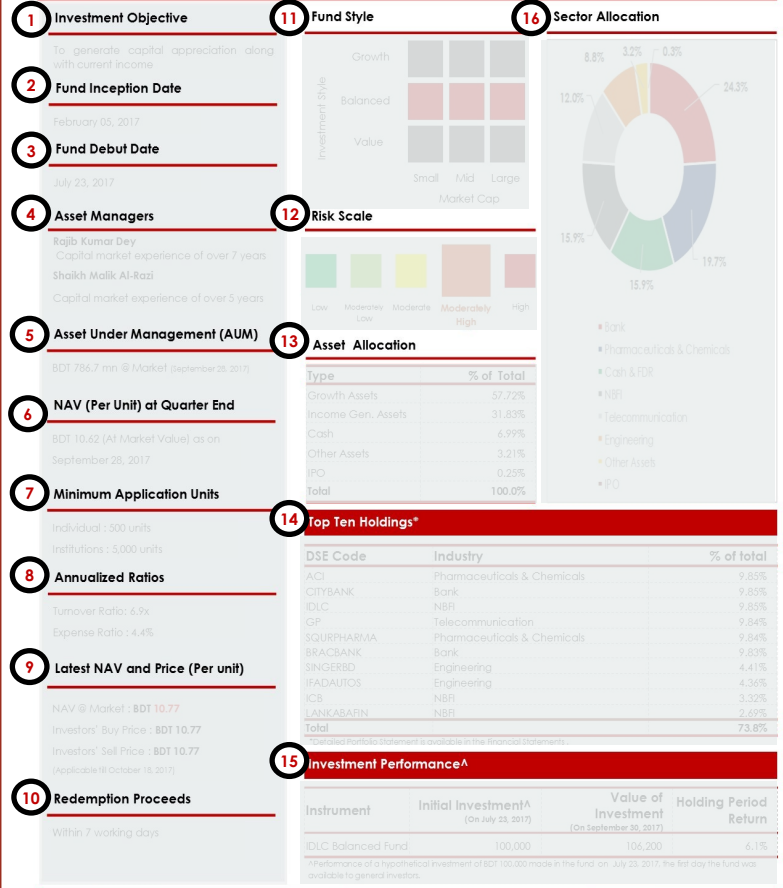 1 Investment Objective
To generate capital appreciation along
with current income
2 Fund Inception Date
February 05, 2017
3 Fund Debut Date
July 23, 2017
4 Asset Managers
Rajib Kumar Dey
Capital market experience of over 7 years
Shaikh Malik Al-Razi
Capital market experience of over 5 years
5 Asset Under Management (AUM)
BDT 786.7 mn @ Market (September 28, 2017)
6 NAV (Per Unit) at Quarter End
BDT 10.62 (At Market Value) as on
September 28, 2017
7 Minimum Application Units
Individual : 500 units
Institutions : 5,000 units
8 Annualized Ratios
Turnover Ratio: 6.9x
Expense Ratio : 4.4%
9 Latest NAV and Price (Per unit)
NAV @ Market : BDT 10.77
Investors' Buy Price : BDT 10.77
Investors' Sell Price : BDT 10.77
(Applicable till October 18, 2017)
10 Redemption Proceeds
Within 7 working days
11 Fund Style
Investment Style
Growth
Balanced
Value
Small Mid Large
Market Cap
12 Risk Scale
Low Moderately Low Moderate Moderately High High
13 Asset Allocation
Type % of Total
Growth Assets 57.72%
Income Gen. Assets 31.83%
Cash 6.99%
Other Assets 3.21%
IPO 0.25%
Total 100.0%
16 Sector Allocation
8.8% 3.2% 0.3%
24.3%
12.0%
15.9%
19.7%
15.9%
Bank
Pharmaceuticals & Chemicals
Cash & FDR
NBFI
Telecommunication
Engineering
Other Assets
IPO
14 Top Ten Holdings*
DSE Code Industry % of total
ACI Pharmaceuticals & Chemicals 9.85%
CITYBANK Bank 9.85%
IDLC NBFI 9.85%
GP Telecommunication 9.84%
SQURPHARMA Pharmaceuticals & Chemicals 9.84%
BRACBANK Bank 9.83%
SINGERBD Engineering 4.41%
IFADAUTOS Engineering 4.36%
ICB NBFI 3.32%
LANKABAFIN NBFI 2.69%
Total 73.8%
*Detailed Portfolio Statement is available in the Financial Statements.
15 Investment Performance^
Instrument Initial Investment^ (On July 23, 2017) Value of Investment (On September 30, 2017) Holding Period Return
IDLC Balanced Fund 100,000 106,200 6.1%
^Performance of a hypothetical investment of BDT 100,000 made in the fund on July 23, 2017, the first day the fund was
available to general investors.